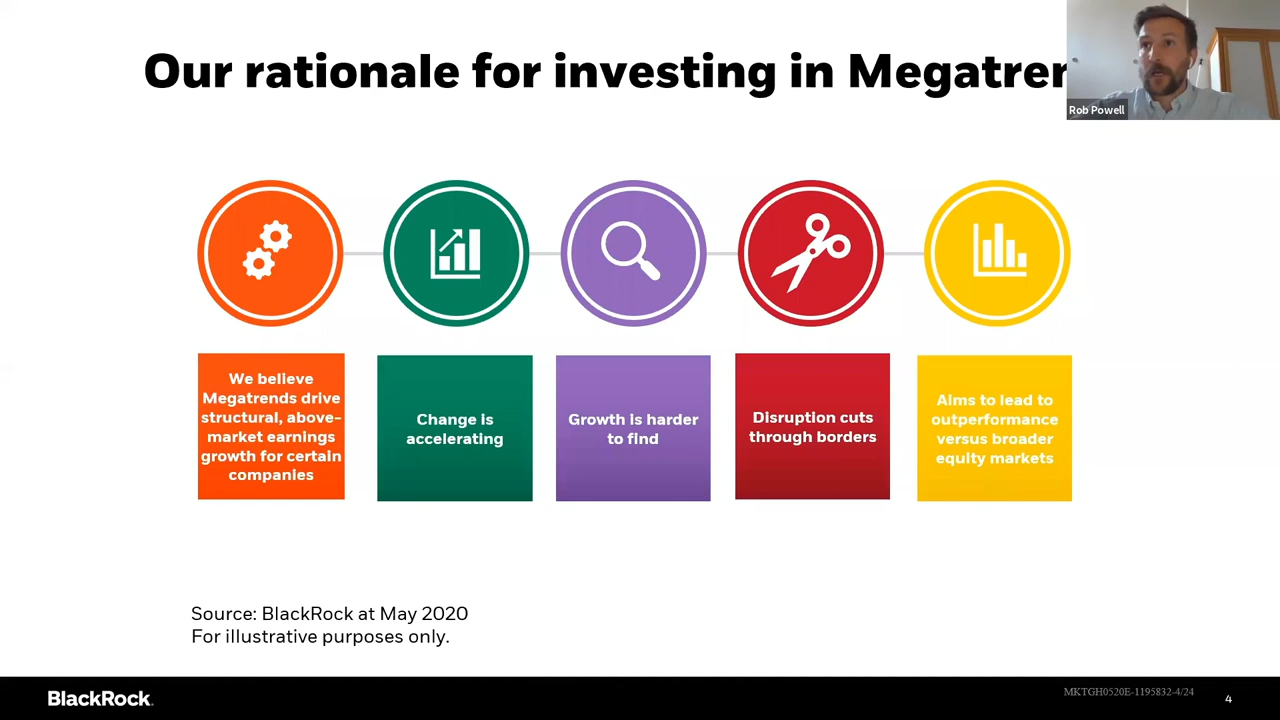 Our rationale for investing in Megatren
Rob Powell
We believe
Megatrends drive
structural, above-
market earnings
growth for certain
companies
Change is
accelerating
Growth is harder
to find
Disruption cuts
through borders
Aims to lead to
outperformance
versus broader
equity markets
Source: BlackRock at May 2020
For illustrative purposes only.
BlackRock.
MKTGH0520E-1195832-4/24
4